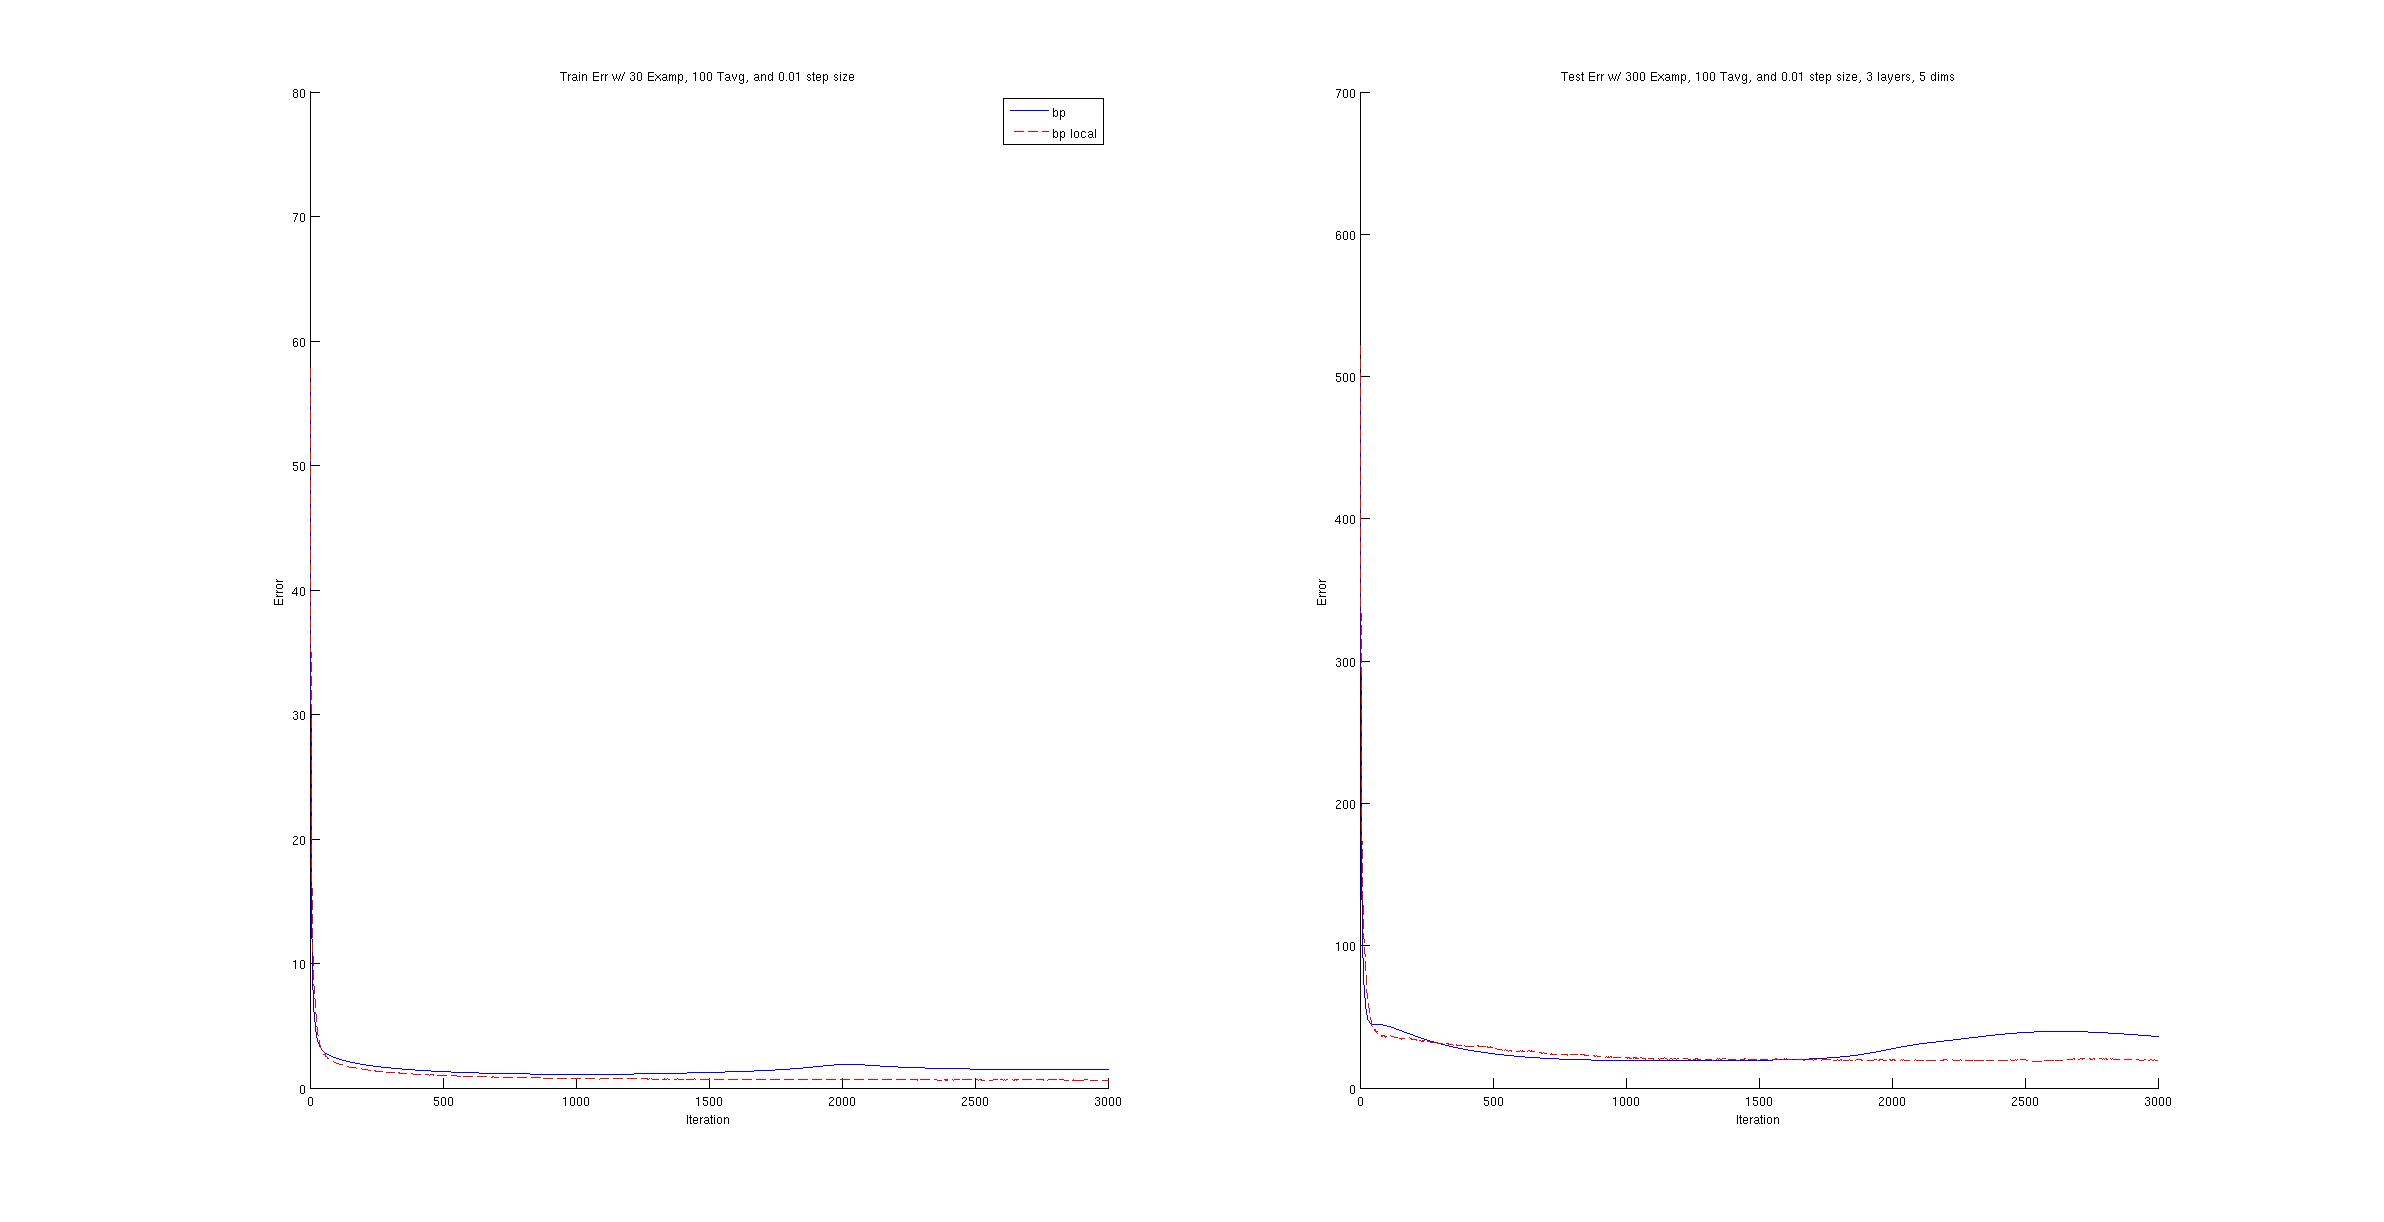 Train Err w/ 30 Examp, 100 Tavg, and 0.01 step size
80
70
60
50
40
30
20
10
0
Error
bp
bp local
0 500 1000 1500 2000 2500 3000
Iteration
Test Err w/ 300 Examp, 100 Tavg, and 0.01 step size, 3 layers, 5 dims
700
600
500
400
300
200
100
0
Error
0 500 1000 1500 2000 2500 3000
Iteration